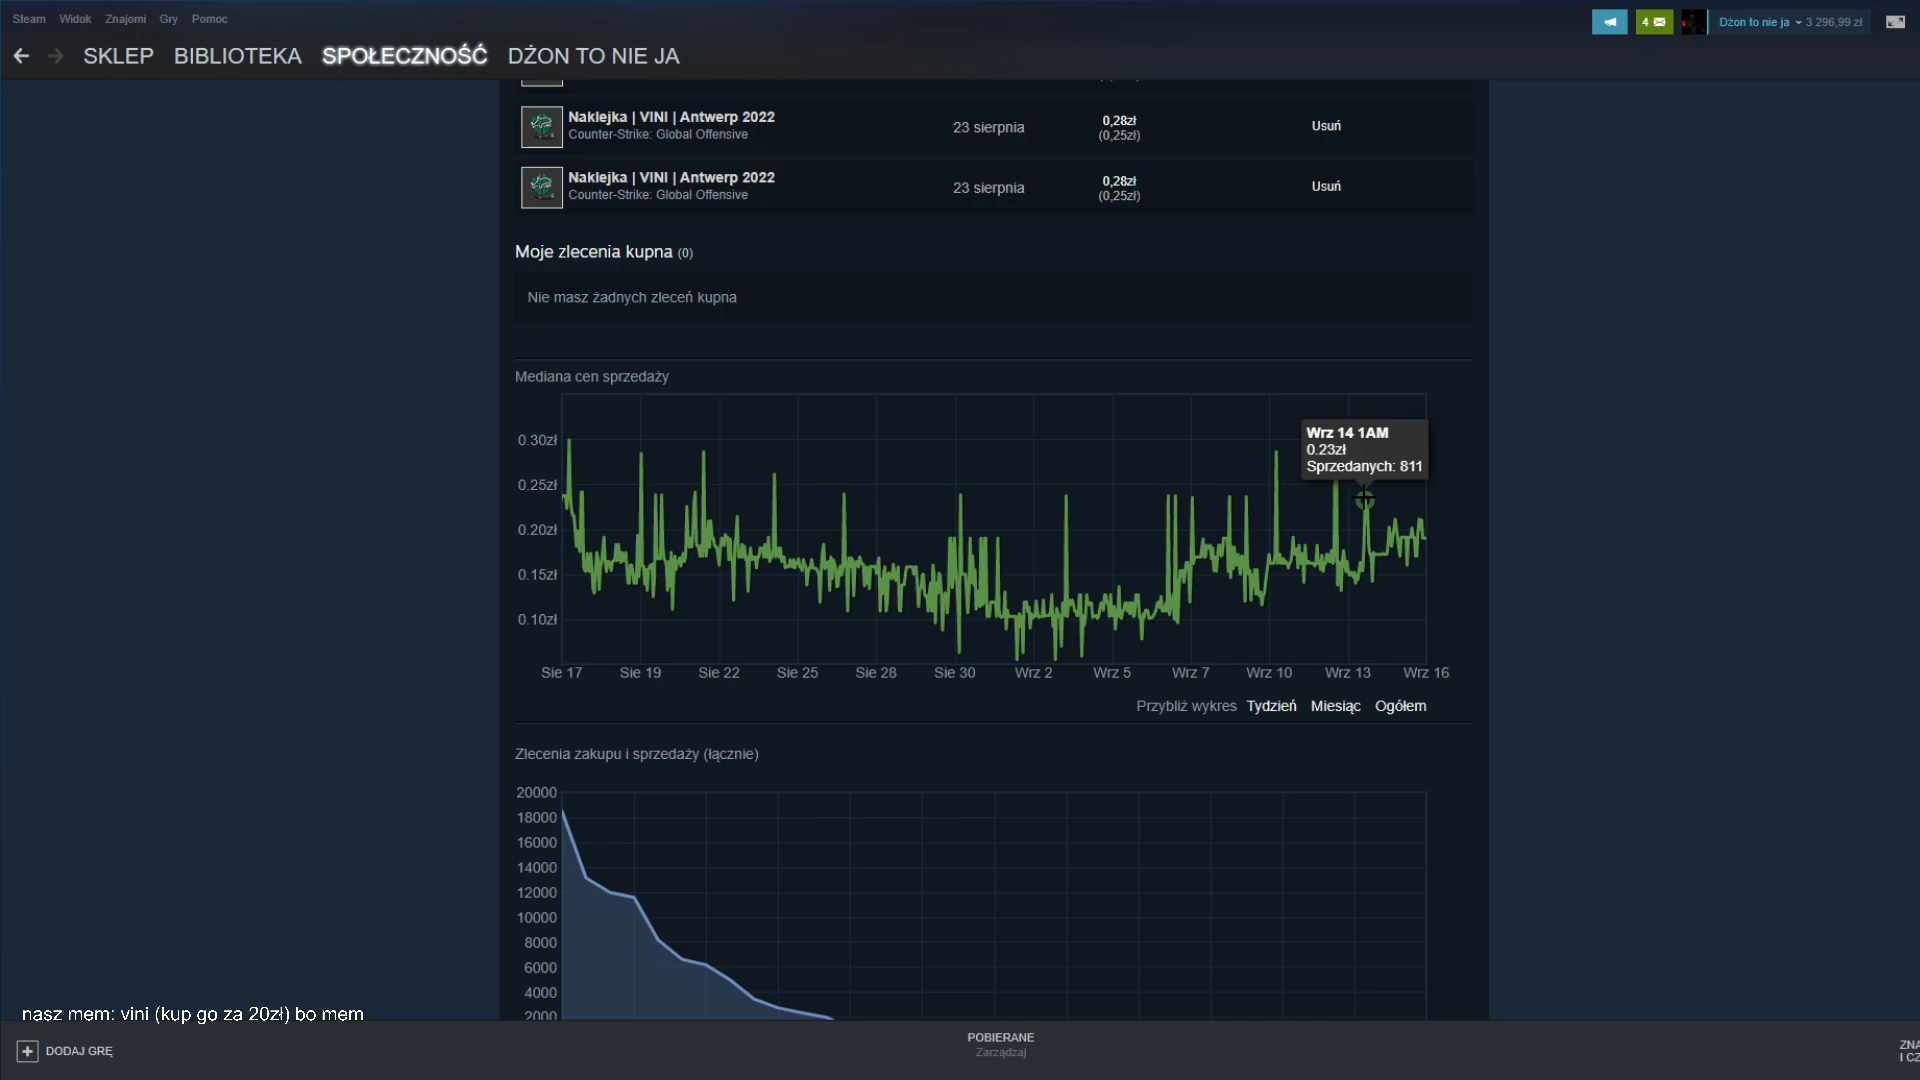 Steam Widok Znajomi Gry Pomoc
4
Dżon to nie ja 3 296,99 zł
SKLEP BIBLIOTEKA SPOŁECZNOŚĆ DŻON TO NIE JA
Naklejka | VINI | Antwerp 2022
Counter-Strike: Global Offensive
23 sierpnia
0,28zł
(0,25zł)
Usuń
Naklejka | VINI | Antwerp 2022
Counter-Strike: Global Offensive
23 sierpnia
0,28zł
(0,25zł)
Usuń
Moje zlecenia kupna (0)
Nie masz żadnych zleceń kupna
Mediana cen sprzedaży
Wrz 14 1AM
0.23zł
Sprzedanych: 811
0.30zł
0.25zł
0.20zł
0.15zł
0.10zł
Sie 17 Sie 19 Sie 22 Sie 25 Sie 28 Sie 30 Wrz 2 Wrz 5 Wrz 7 Wrz 10 Wrz 13 Wrz 16
Przybliż wykres Tydzień Miesiąc Ogółem
Zlecenia zakupu i sprzedaży (łącznie)
20000
18000
16000
14000
12000
10000
8000
6000
4000
2000
nasz mem: vini (kup go za 20zł) bo mem
DODAJ GRĘ
POBIERANE
Zarządzaj
ZNA
I CZ